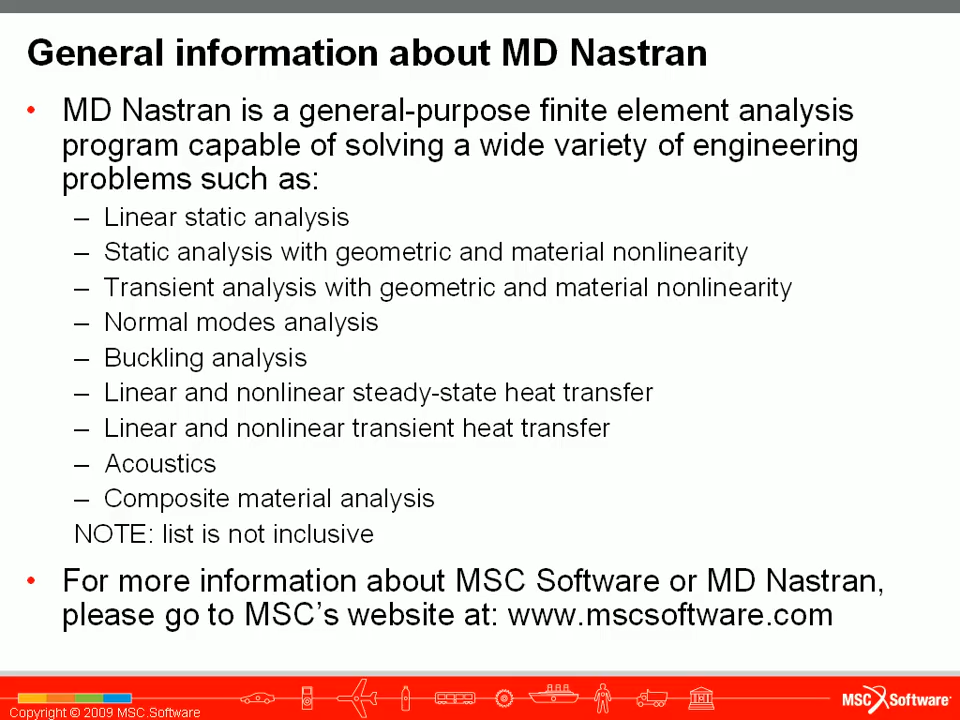 General information about MD Nastran
• MD Nastran is a general-purpose finite element analysis
program capable of solving a wide variety of engineering
problems such as:
– Linear static analysis
– Static analysis with geometric and material nonlinearity
– Transient analysis with geometric and material nonlinearity
– Normal modes analysis
– Buckling analysis
– Linear and nonlinear steady-state heat transfer
– Linear and nonlinear transient heat transfer
– Acoustics
– Composite material analysis
NOTE: list is not inclusive
• For more information about MSC Software or MD Nastran,
please go to MSC’s website at: www.mscsoftware.com
Copyright © 2009 MSC.Software
MSC Software